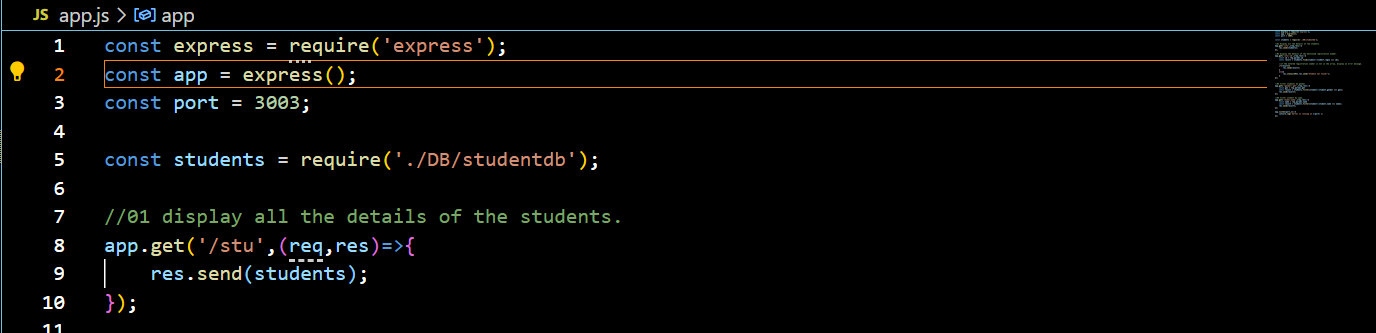 JS app.js > app
1 const express = require('express');
2 const app = express();
3 const port = 3003;
4
5 const students = require('./DB/studentdb');
6
7 //01 display all the details of the students.
8 app.get('/stu',(req,res)=>{
9 res.send(students);
10 });
11